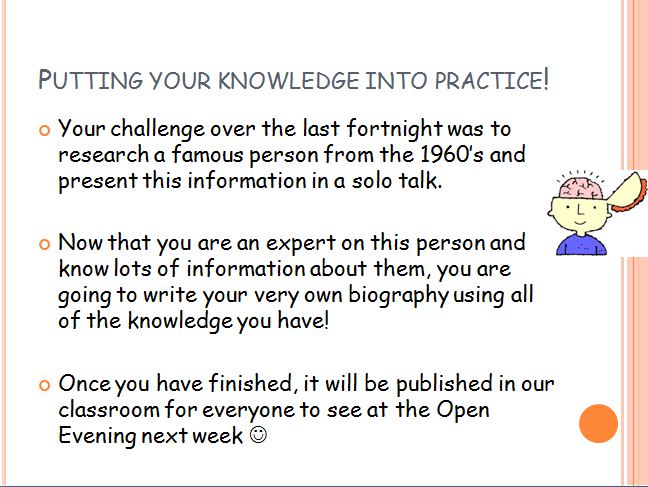 PUTTING YOUR KNOWLEDGE INTO PRACTICE!
Your challenge over the last fortnight was to
research a famous person from the 1960's and
present this information in a solo talk.
Now that you are an expert on this person and
know lots of information about them, you are
going to write your very own biography using all
of the knowledge you have!
Once you have finished, it will be published in our
classroom for everyone to see at the Open
Evening next week ☺